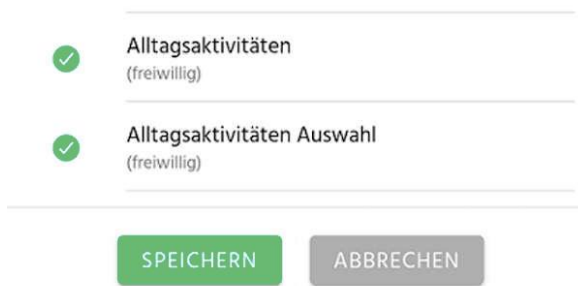 Alltagsaktivitäten
(freiwillig)
Alltagsaktivitäten Auswahl
(freiwillig)
SPEICHERN ABBRECHEN